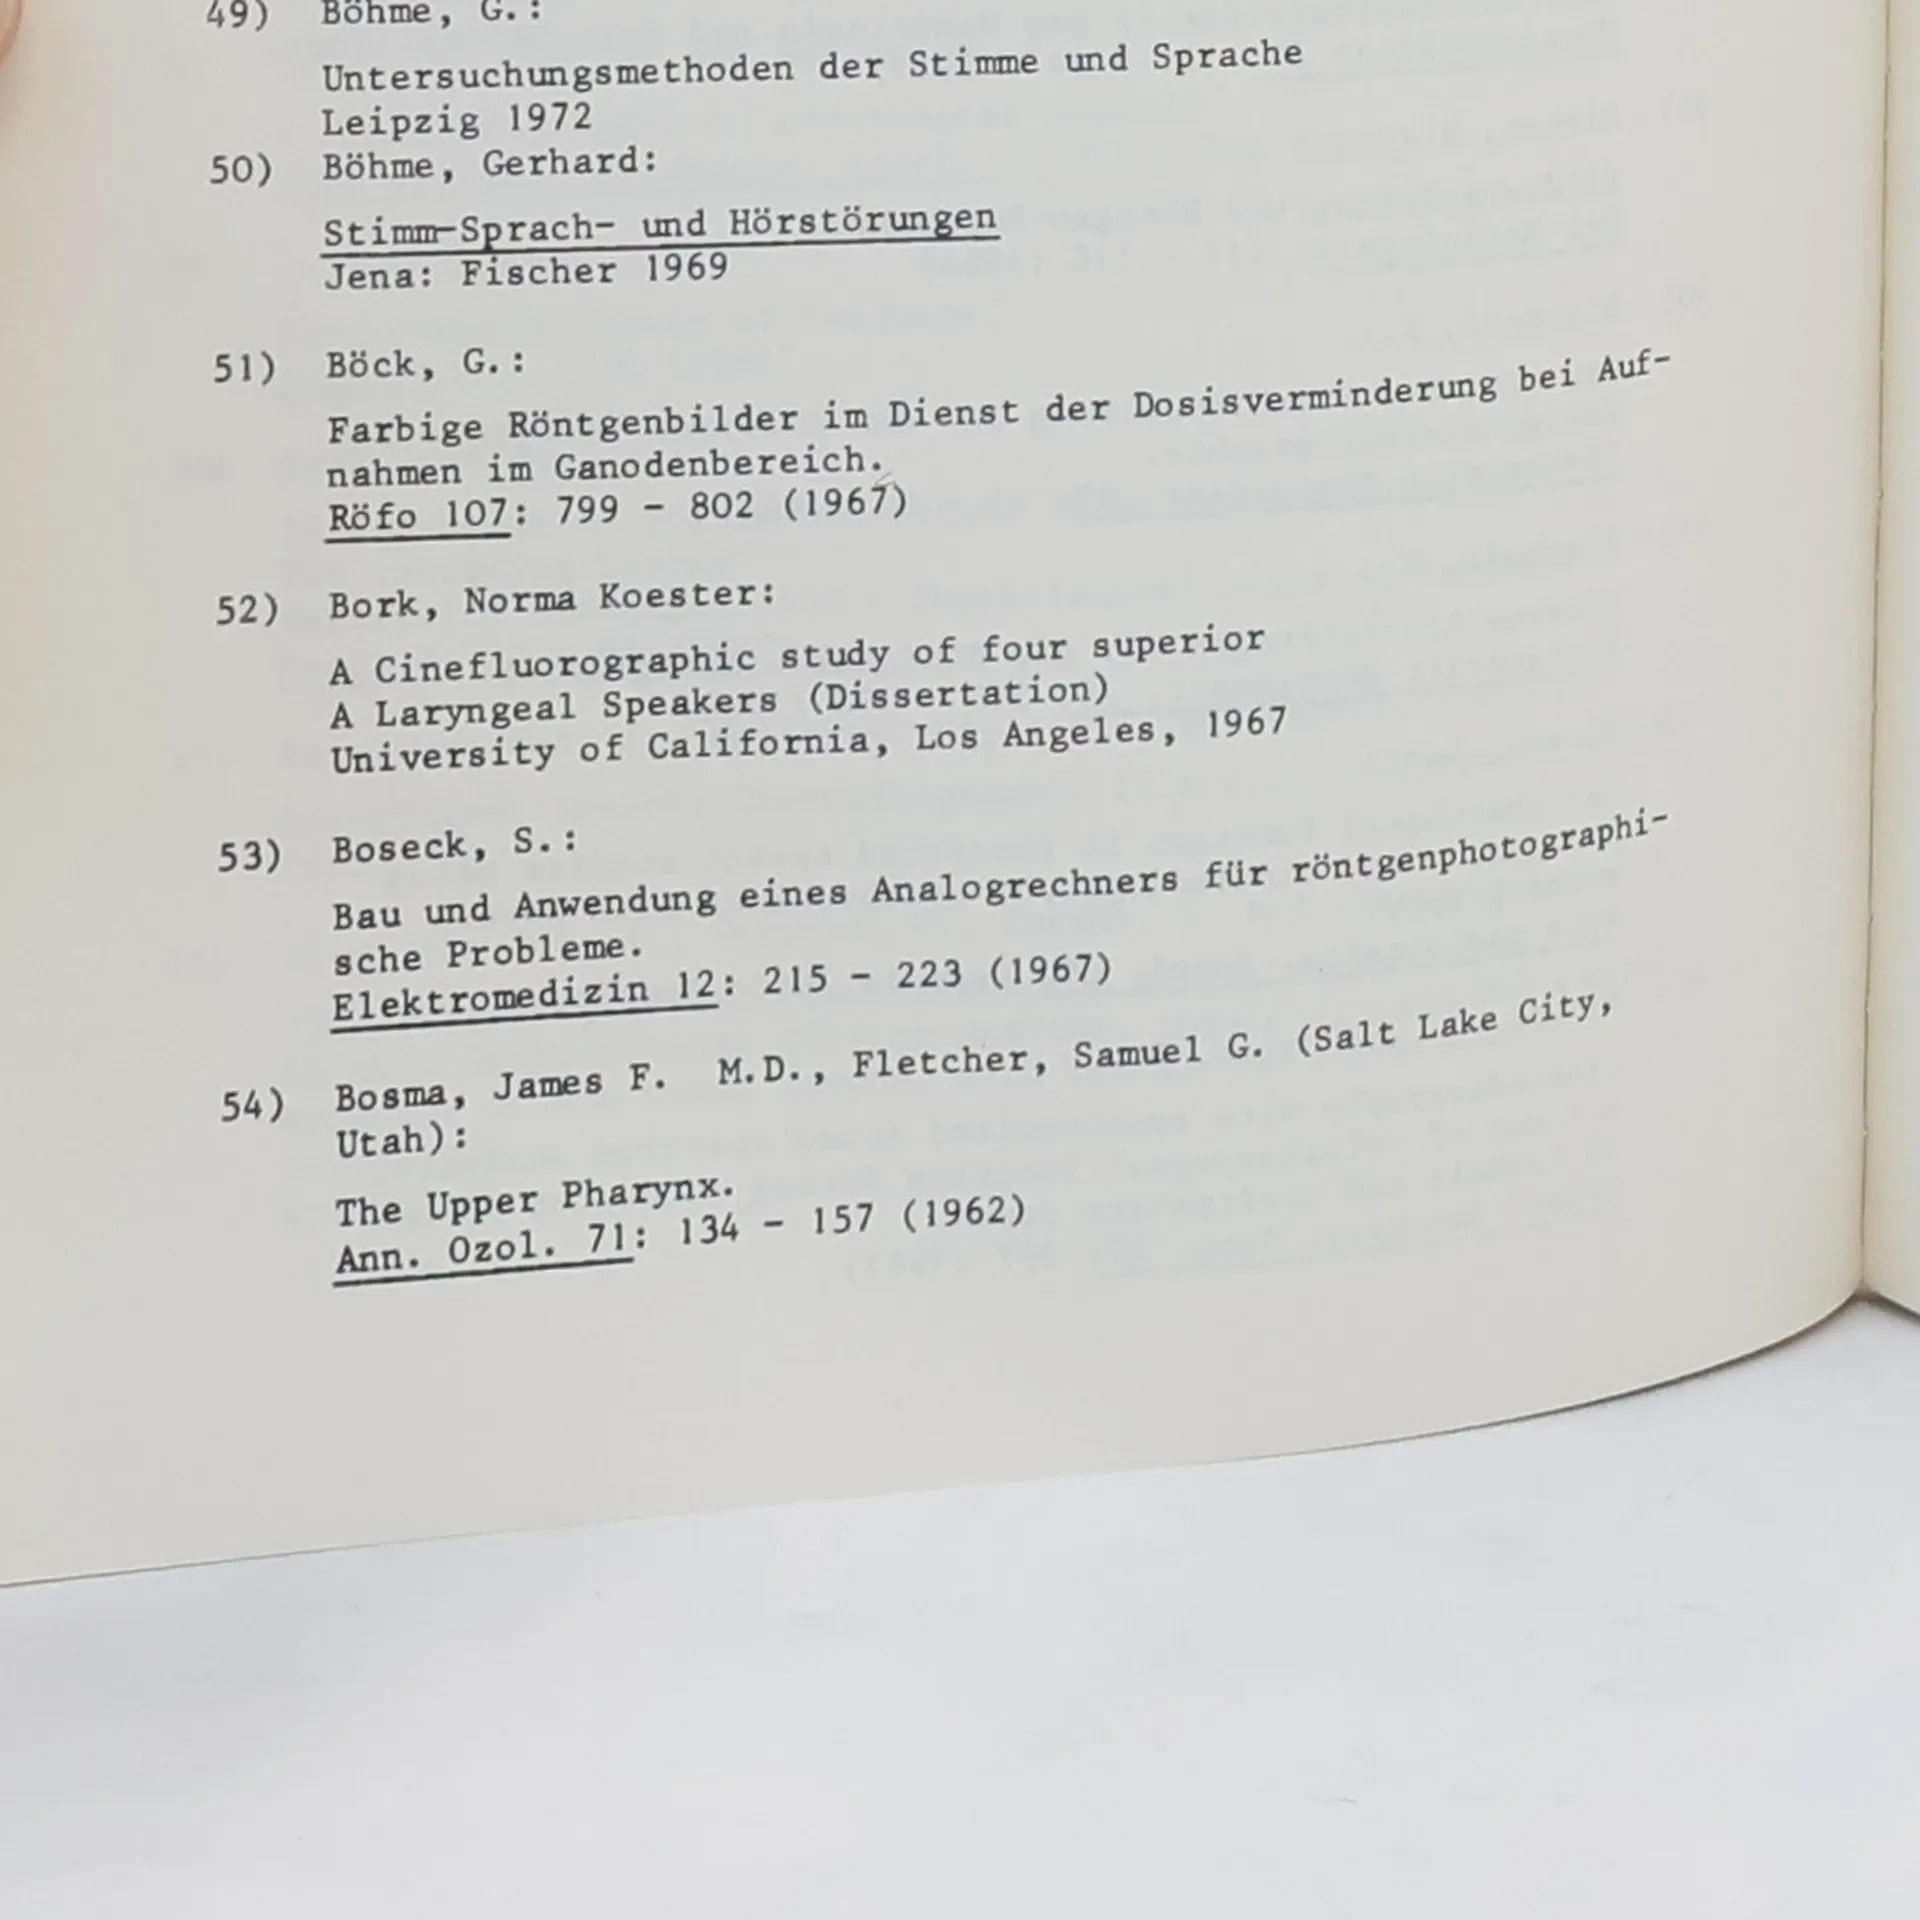 49) Böhme, G.:
Untersuchungsmethoden der Stimme und Sprache
Leipzig 1972
50) Böhme, Gerhard:
Stimm-Sprach- und Hörstörungen
Jena: Fischer 1969
51) Böck, G.:
Farbige Röntgenbilder im Dienst der Dosisverminderung bei Auf-
nahmen im Ganodenbereich.
Röfo 107: 799 - 802 (1967)
52) Bork, Norma Koester:
A Cinefluorographic study of four superior
A Laryngeal Speakers (Dissertation)
University of California, Los Angeles, 1967
53) Boseck, S.:
Bau und Anwendung eines Analogrechners für röntgenphotographi-
sche Probleme.
Elektromedizin 12: 215 - 223 (1967)
54) Bosma, James F. M.D., Fletcher, Samuel G. (Salt Lake City,
Utah):
The Upper Pharynx.
Ann. Ozol. 71: 134 - 157 (1962)